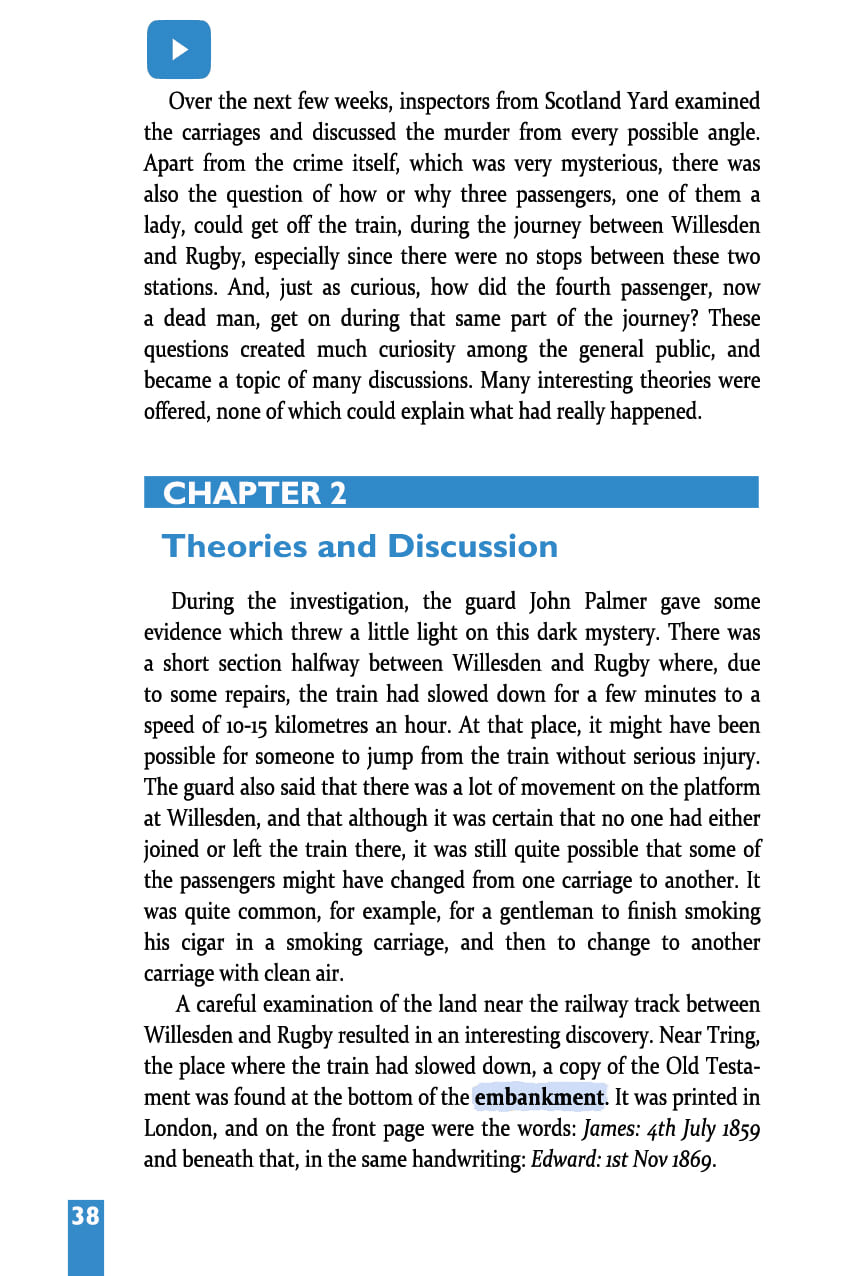 Over the next few weeks, inspectors from Scotland Yard examined
the carriages and discussed the murder from every possible angle.
Apart from the crime itself, which was very mysterious, there was
also the question of how or why three passengers, one of them a
lady, could get off the train, during the journey between Willesden
and Rugby, especially since there were no stops between these two
stations. And, just as curious, how did the fourth passenger, now
a dead man, get on during that same part of the journey? These
questions created much curiosity among the general public, and
became a topic of many discussions. Many interesting theories were
offered, none of which could explain what had really happened.
CHAPTER 2
Theories and Discussion
During the investigation, the guard John Palmer gave some
evidence which threw a little light on this dark mystery. There was
a short section halfway between Willesden and Rugby where, due
to some repairs, the train had slowed down for a few minutes to a
speed of 10-15 kilometres an hour. At that place, it might have been
possible for someone to jump from the train without serious injury.
The guard also said that there was a lot of movement on the platform
at Willesden, and that although it was certain that no one had either
joined or left the train there, it was still quite possible that some of
the passengers might have changed from one carriage to another. It
was quite common, for example, for a gentleman to finish smoking
his cigar in a smoking carriage, and then to change to another
carriage with clean air.
A careful examination of the land near the railway track between
Willesden and Rugby resulted in an interesting discovery. Near Tring,
the place where the train had slowed down, a copy of the Old Testa-
ment was found at the bottom of the embankment. It was printed in
London, and on the front page were the words: James: 4th July 1859
and beneath that, in the same handwriting: Edward: 1st Nov 1869.
38